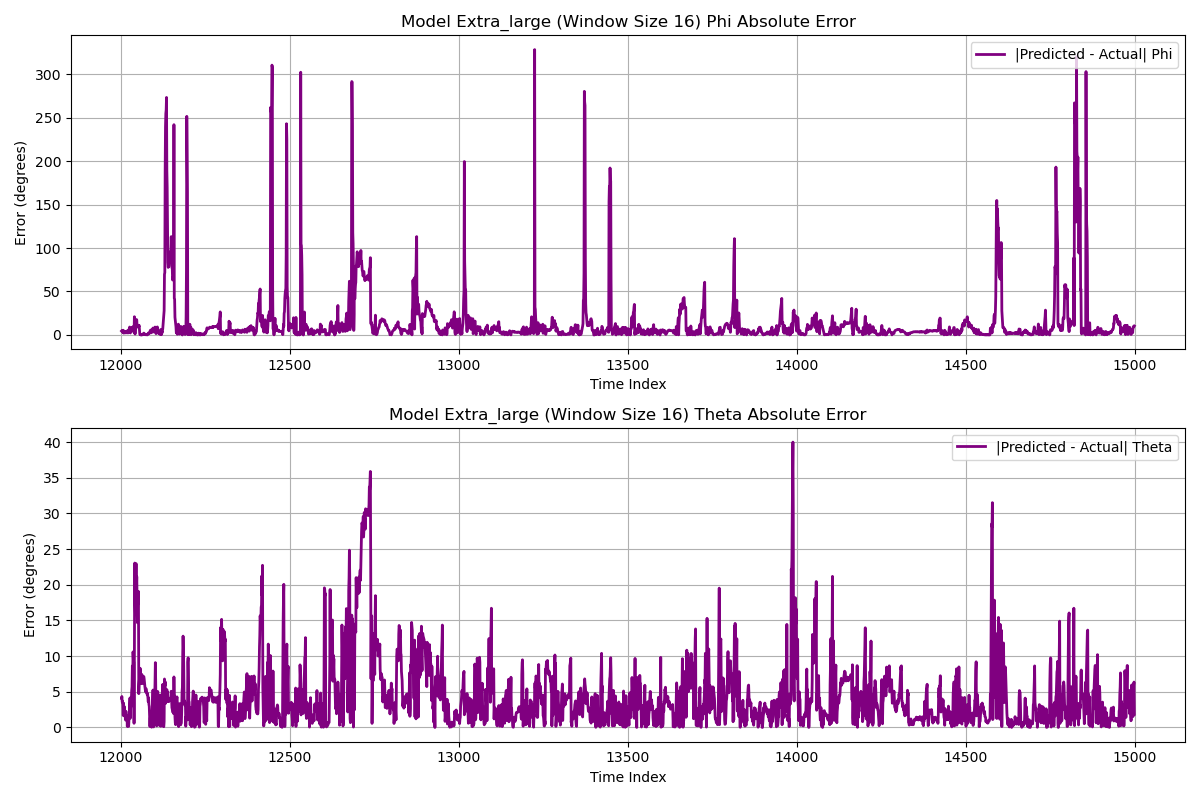 Model Extra_large (Window Size 16) Phi Absolute Error
|Predicted - Actual| Phi
Error (degrees)
300
250
200
150
100
50
0
12000 12500 13000 13500 14000 14500 15000
Time Index
Model Extra_large (Window Size 16) Theta Absolute Error
|Predicted - Actual| Theta
Error (degrees)
40
35
30
25
20
15
10
5
0
12000 12500 13000 13500 14000 14500 15000
Time Index